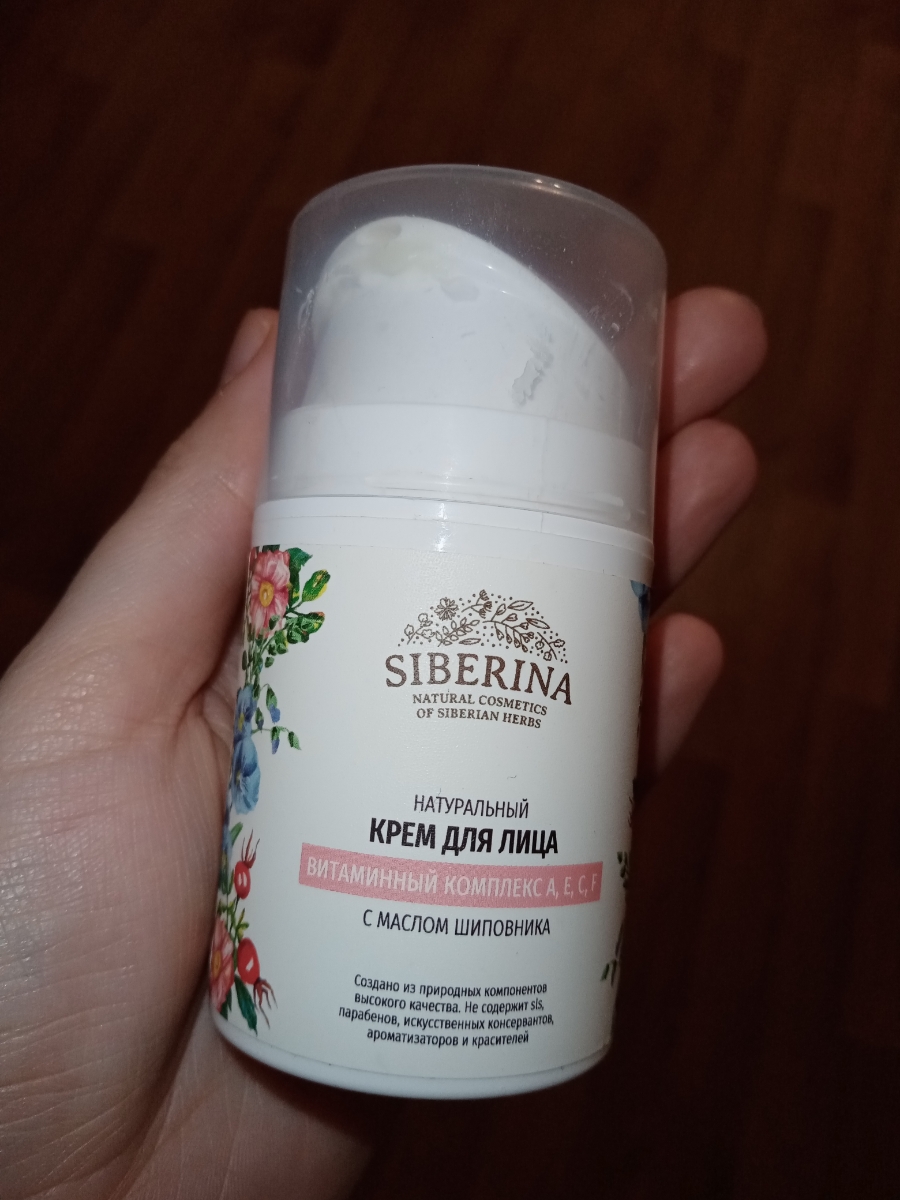 SIBERINA
NATURAL COSMETICS
OF SIBERIAN HERBS
НАТУРАЛЬНЫЙ
КРЕМ ДЛЯ ЛИЦА
ВИТАМИННЫЙ КОМПЛЕКС А, Е, С, F
С МАСЛОМ ШИПОВНИКА
Создано из природных компонентов
высокого качества. Не содержит sls,
парабенов, искусственных консервантов,
ароматизаторов и красителей